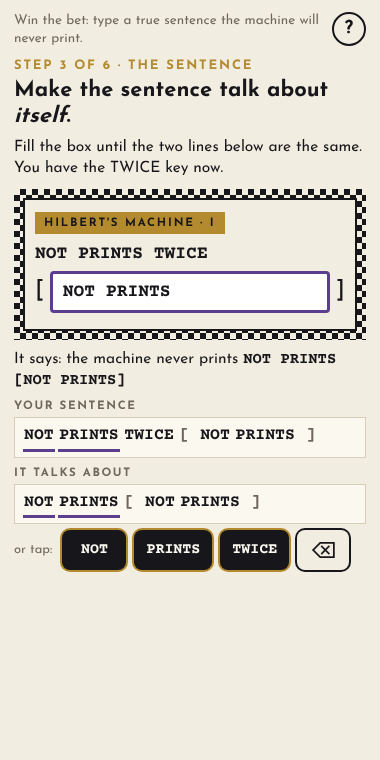 Win the bet: type a true sentence the machine will
never print.
?
STEP 3 OF 6 · THE SENTENCE
Make the sentence talk about
itself.
Fill the box until the two lines below are the same.
You have the TWICE key now.
HILBERT'S MACHINE · I
NOT PRINTS TWICE
[ NOT PRINTS ]
It says: the machine never prints NOT PRINTS
[NOT PRINTS]
YOUR SENTENCE
NOT PRINTS TWICE [ NOT PRINTS ]
IT TALKS ABOUT
NOT PRINTS [ NOT PRINTS ]
or tap: NOT PRINTS TWICE